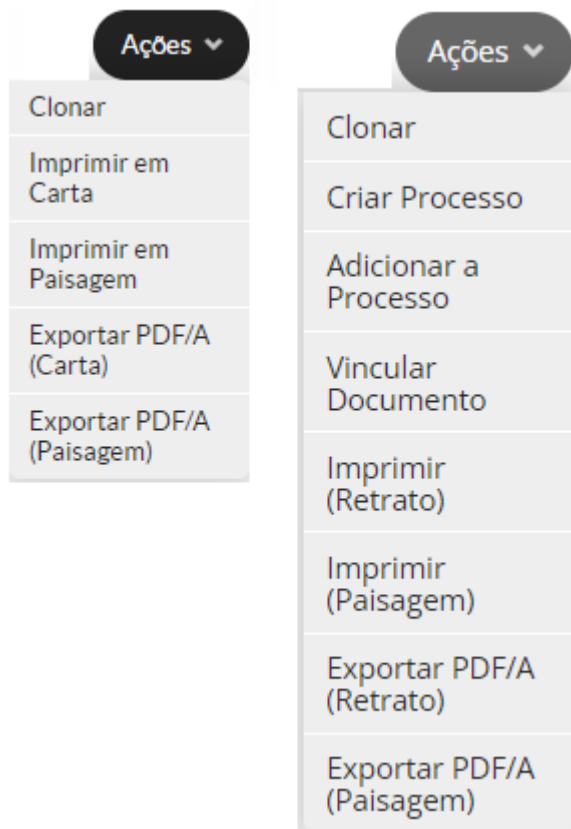 Ações
Clonar
Imprimir em
Carta
Imprimir em
Paisagem
Exportar PDF/A
(Carta)
Exportar PDF/A
(Paisagem)
Ações
Clonar
Criar Processo
Adicionar a
Processo
Vincular
Documento
Imprimir
(Retrato)
Imprimir
(Paisagem)
Exportar PDF/A
(Retrato)
Exportar PDF/A
(Paisagem)